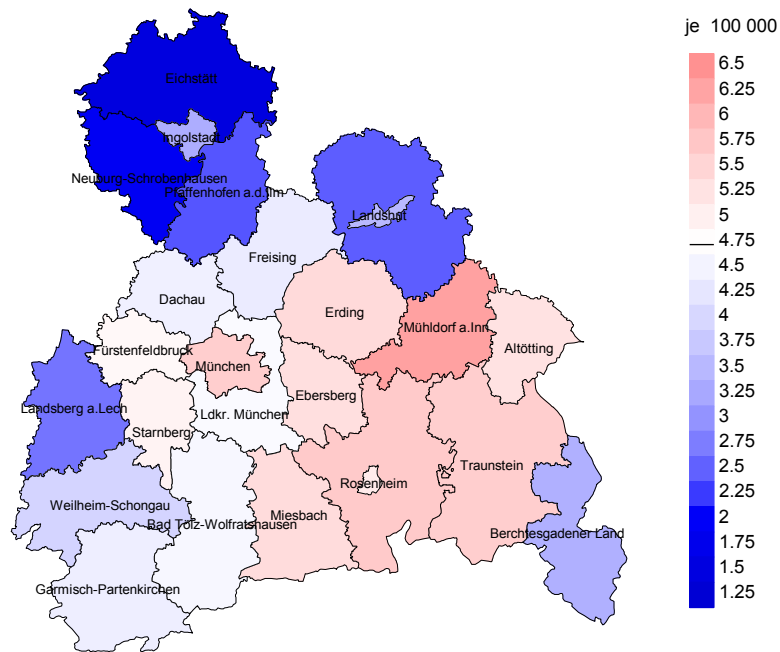 je 100 000
6.5
6.25
6
5.75
5.5
5.25
5
4.75
4.5
4.25
4
3.75
3.5
3.25
3
2.75
2.5
2.25
2
1.75
1.5
1.25
Eichstätt
Ingolstadt
Neuburg-Schrobenhausen
Pfaffenhofen a.d.Ilm
Landshut
Freising
Dachau
Erding
Mühldorf a.Inn
Altötting
Fürstenfeldbruck
München
Ebersberg
Landsberg a.Lech
Ldkr. München
Starnberg
Traunstein
Rosenheim
Weilheim-Schongau
Miesbach
Bad Tölz-Wolfratshausen
Berchtesgadener Land
Garmisch-Partenkirchen